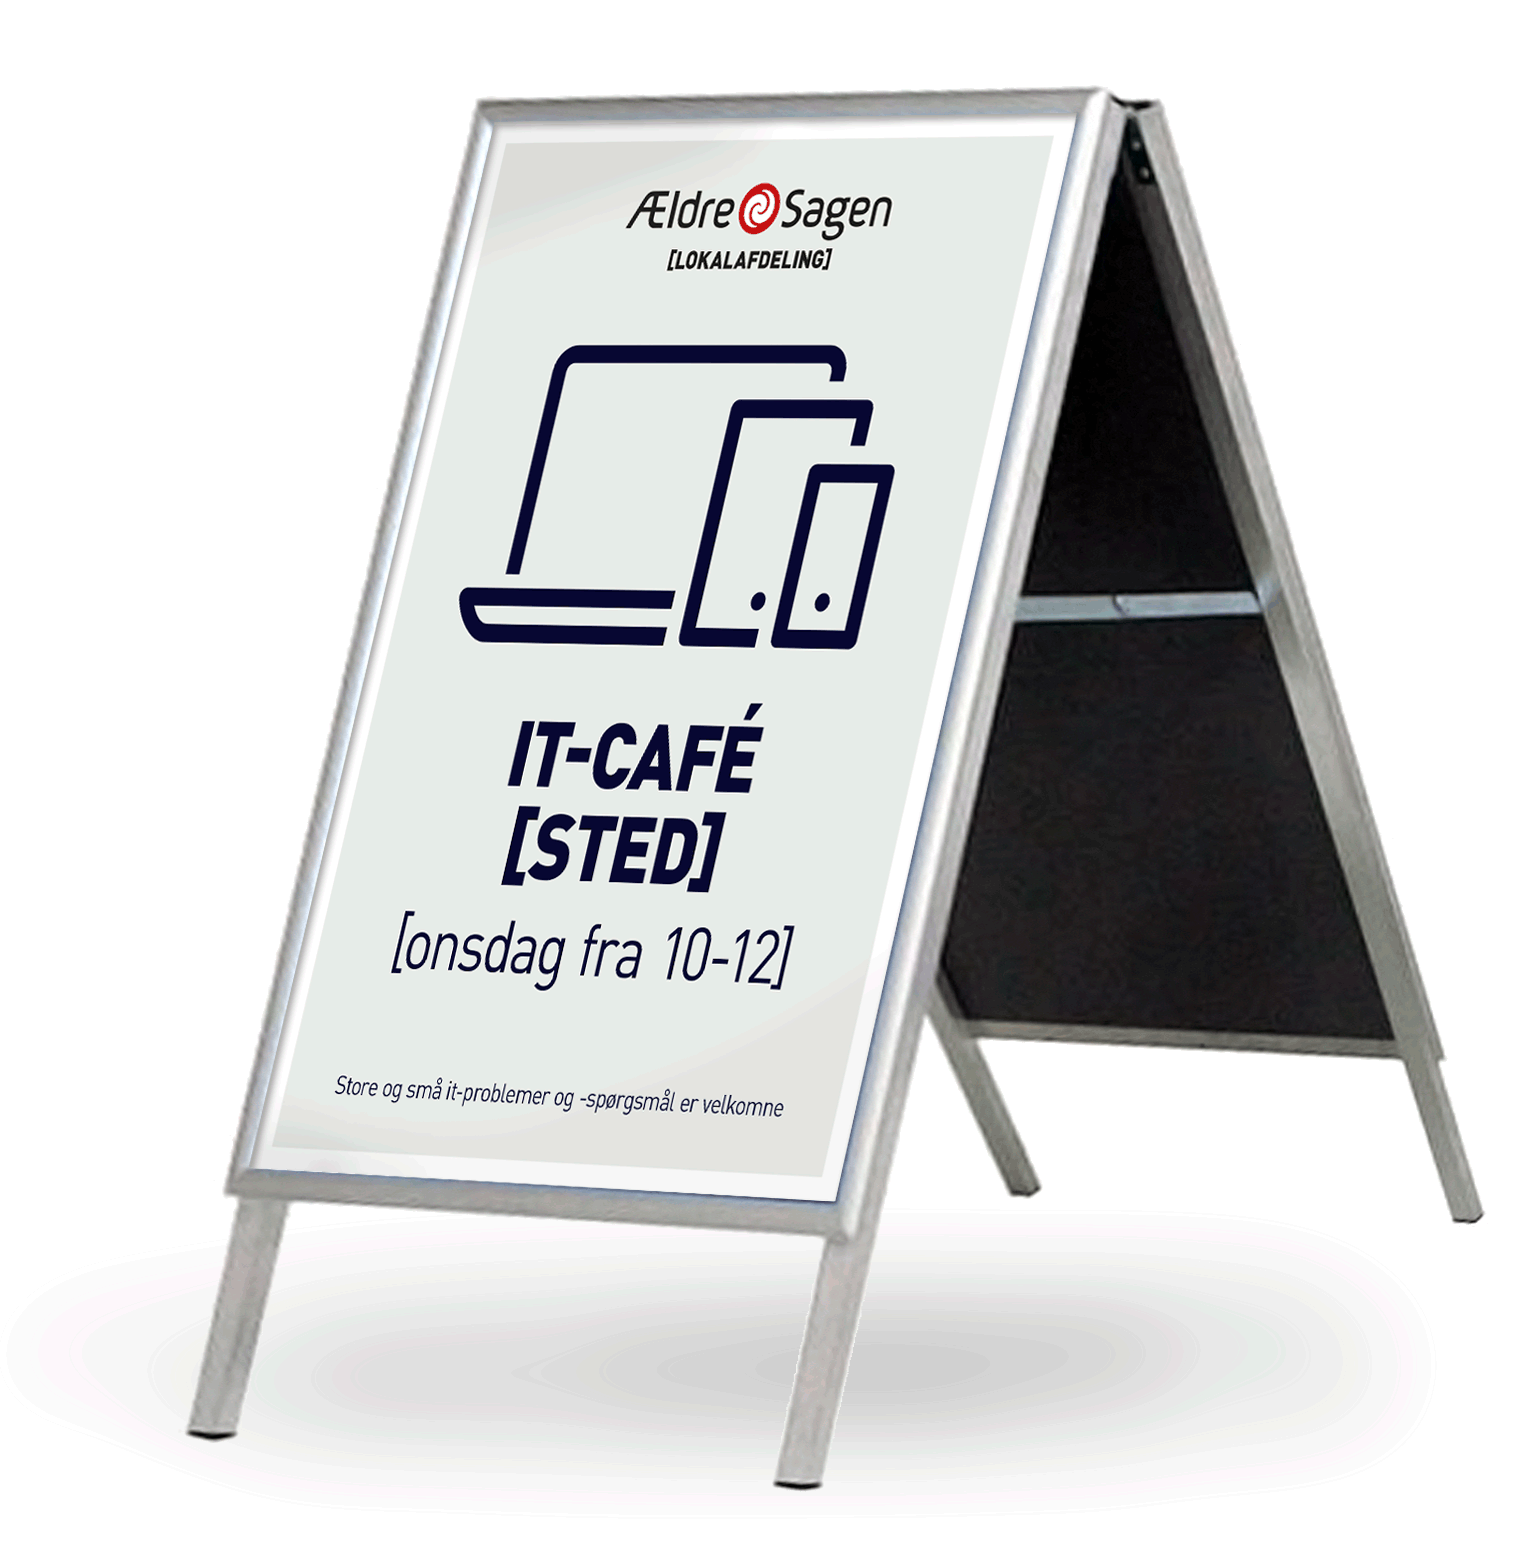 Ældre Sagen
[LOKALAFDELING]
IT-CAFÉ
[STED]
[onsdag fra 10-12]
Store og små it-problemer og -spørgsmål er velkomne